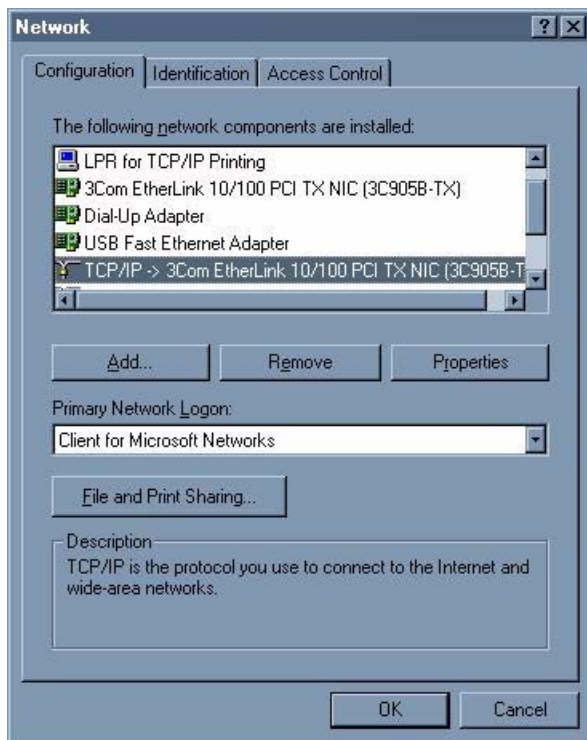 Network
Configuration
Identification
Access Control
The following network components are installed:
LPR for TCP/IP Printing
3Com EtherLink 10/100 PCI TX NIC (3C905B-TX)
Dial-Up Adapter
USB Fast Ethernet Adapter
TCP/IP -> 3Com EtherLink 10/100 PCI TX NIC (3C905B-T
Add...
Remove
Properties
Primary Network Logon:
Client for Microsoft Networks
File and Print Sharing...
Description
TCP/IP is the protocol you use to connect to the Internet and
wide-area networks.
OK
Cancel